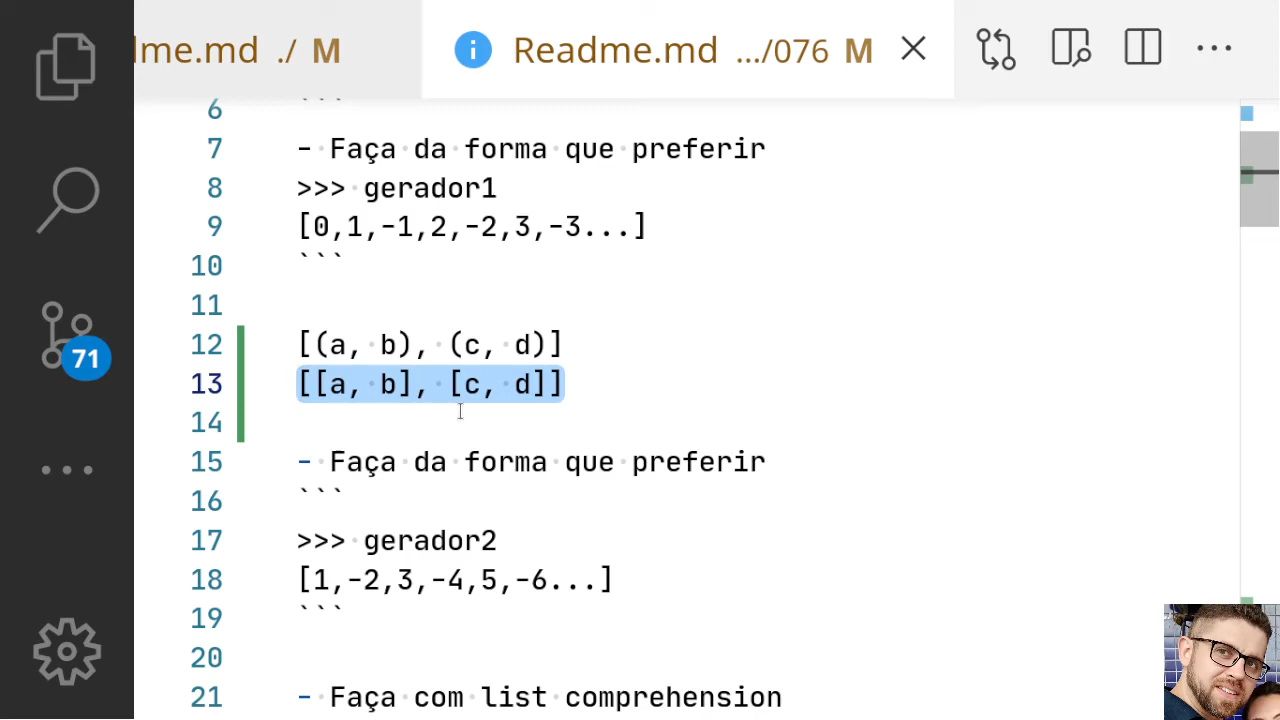 lme.md ./ M
i Readme.md .../076 M
6 ```
7 - Faça da forma que preferir
8 >>> gerador1
9 [0,1,-1,2,-2,3,-3...]
10 ```
11
12 [(a, b), (c, d)]
13 [[a, b], [c, d]]
14
15 - Faça da forma que preferir
16 ```
17 >>> gerador2
18 [1,-2,3,-4,5,-6...]
19 ```
20
21 - Faça com list comprehension
71